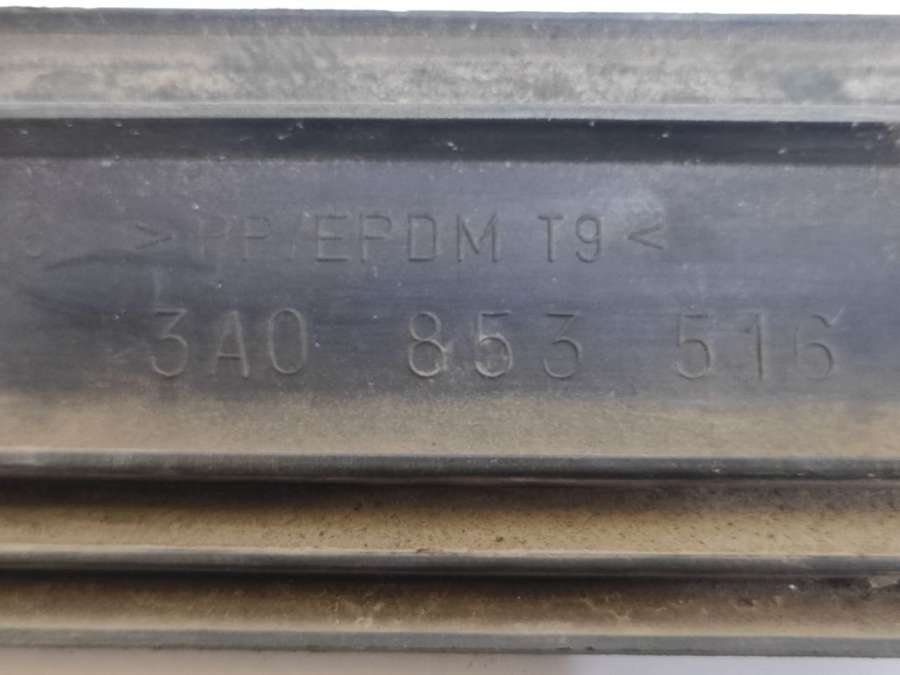 >PP/EPDM T9<
3A0 853 516